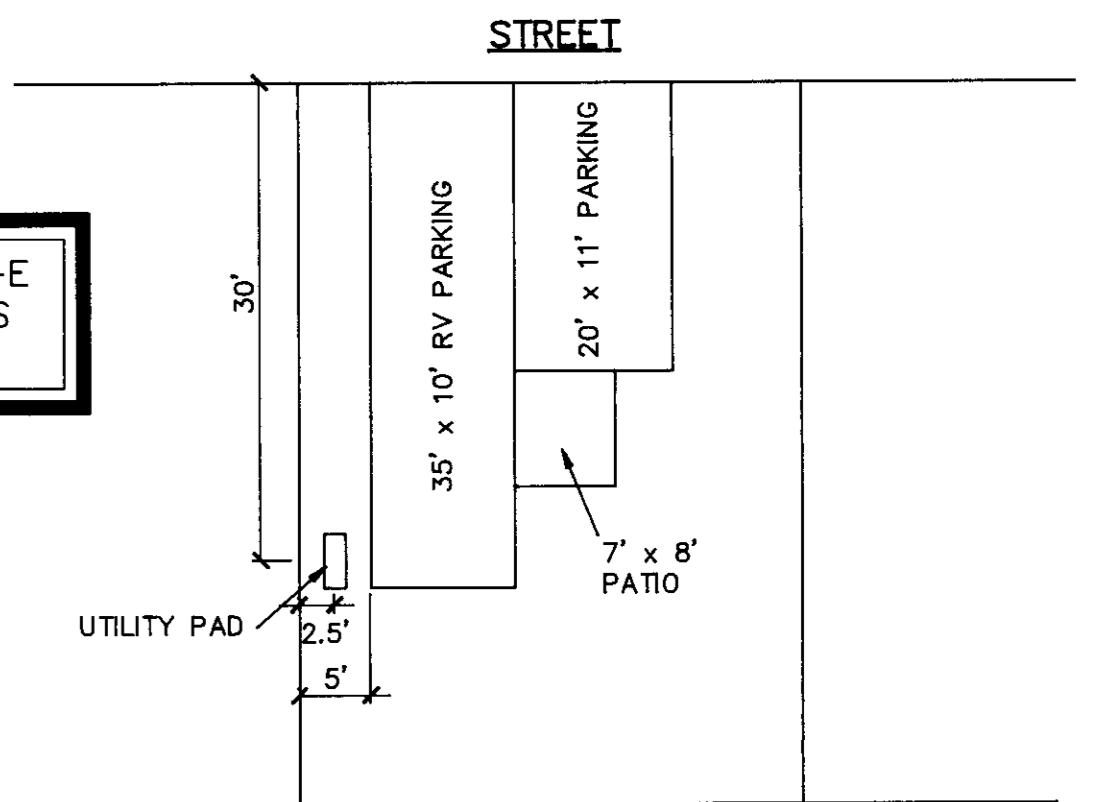 STREET
35' x 10' RV PARKING
20' x 11' PARKING
30'
7' x 8'
PATIO
UTILITY PAD
2.5'
5'